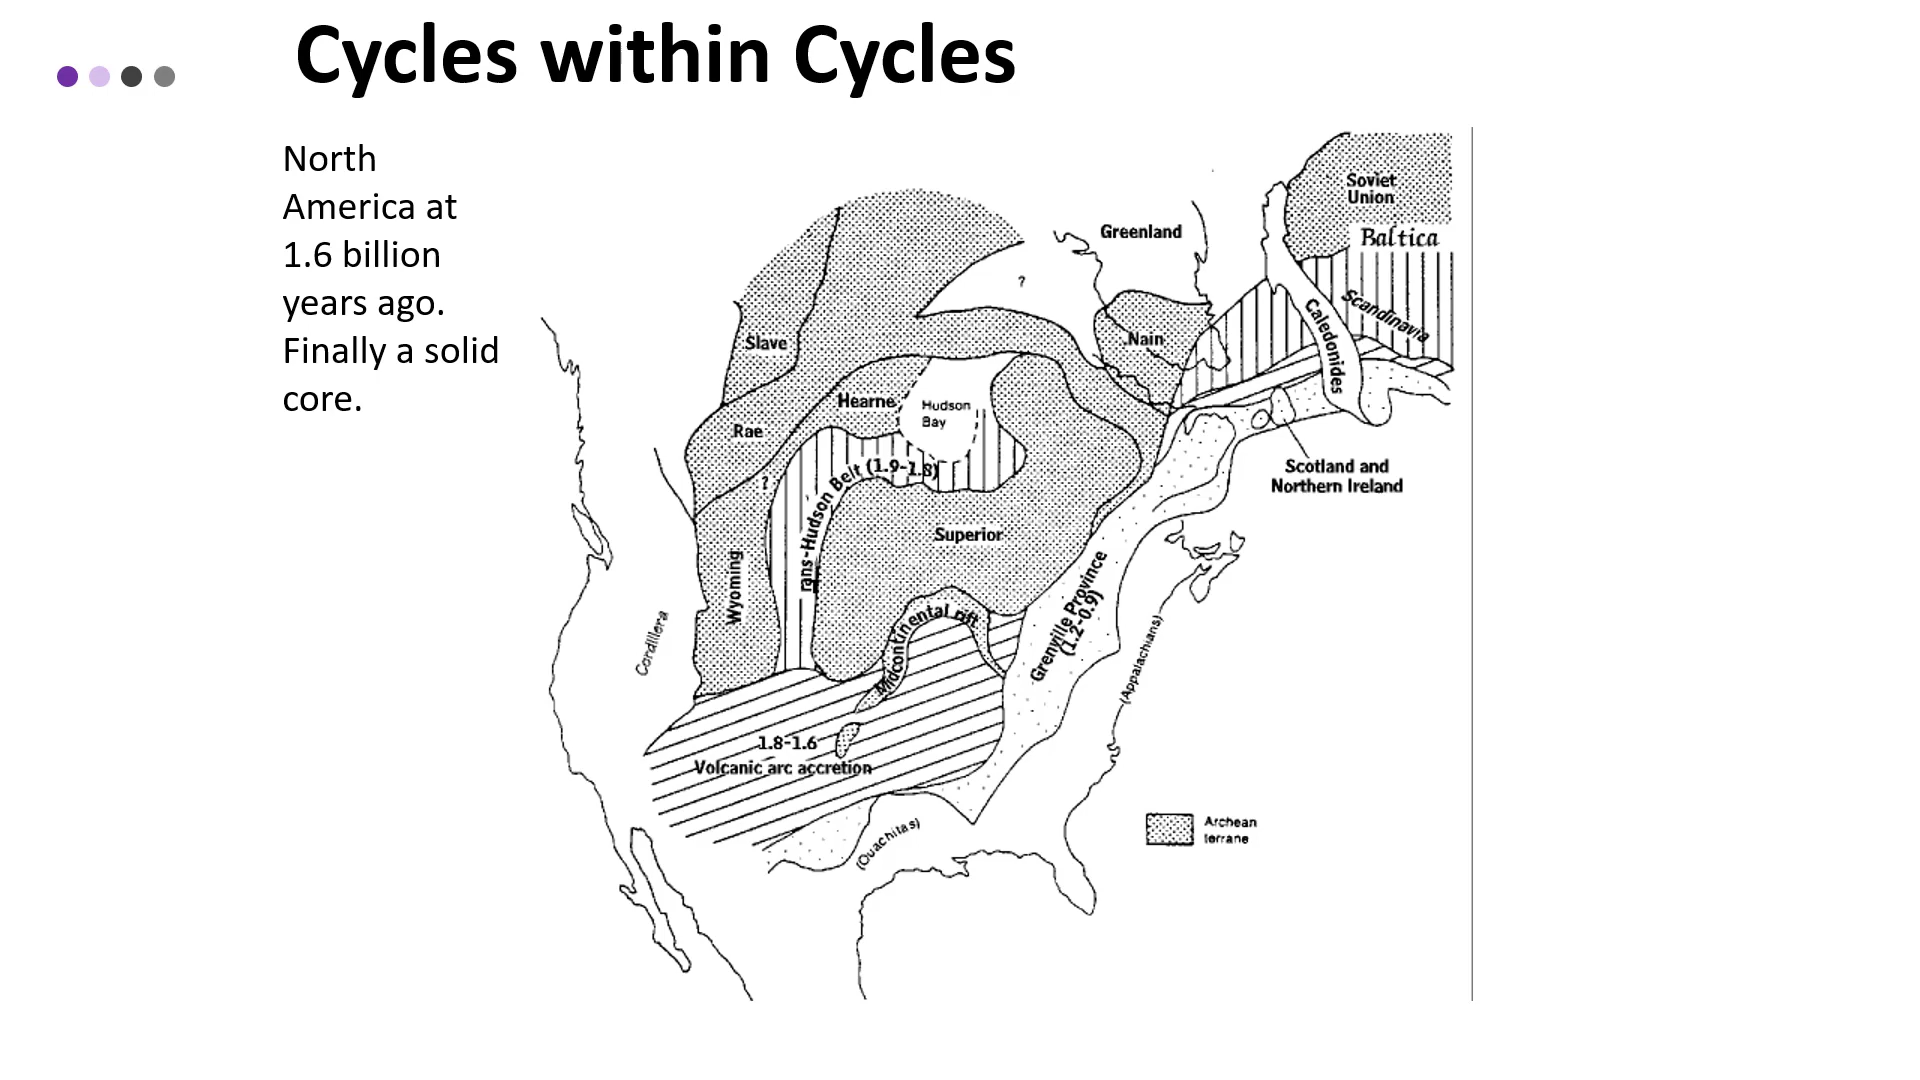 Cycles within Cycles
North
America at
1.6 billion
years ago.
Finally a solid
core.
Soviet
Union
Baltica
Scandinavia
Caledonides
Greenland
?
Nain
Slave
Hearne
Hudson
Bay
Rae
?
rans-Hudson Belt (1.9-1.8)
Scotland and
Northern Ireland
Superior
Wyoming
Cordillera
Midcontinental rift
Grenville Province
(1.2-0.9)
(Appalachians)
1.8-1.6
Volcanic arc accretion
(Ouachitas)
Archean
terrane